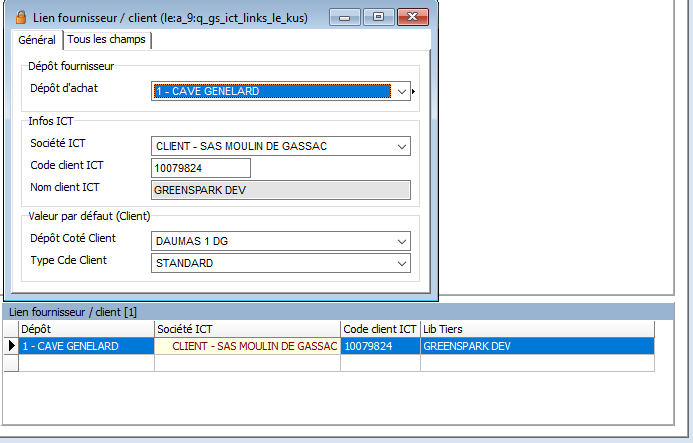 Lien fournisseur / client (le:a_9:q_gs_ict_links_le_kus)
Général Tous les champs
Dépôt fournisseur
Dépôt d'achat 1 - CAVE GENELARD
Infos ICT
Société ICT CLIENT - SAS MOULIN DE GASSAC
Code client ICT 10079824
Nom client ICT GREENSPARK DEV
Valeur par défaut (Client)
Dépôt Coté Client DAUMAS 1 DG
Type Cde Client STANDARD
Lien fournisseur / client [1]
Dépôt Société ICT Code client ICT Lib Tiers
1 - CAVE GENELARD CLIENT - SAS MOULIN DE GASSAC 10079824 GREENSPARK DEV